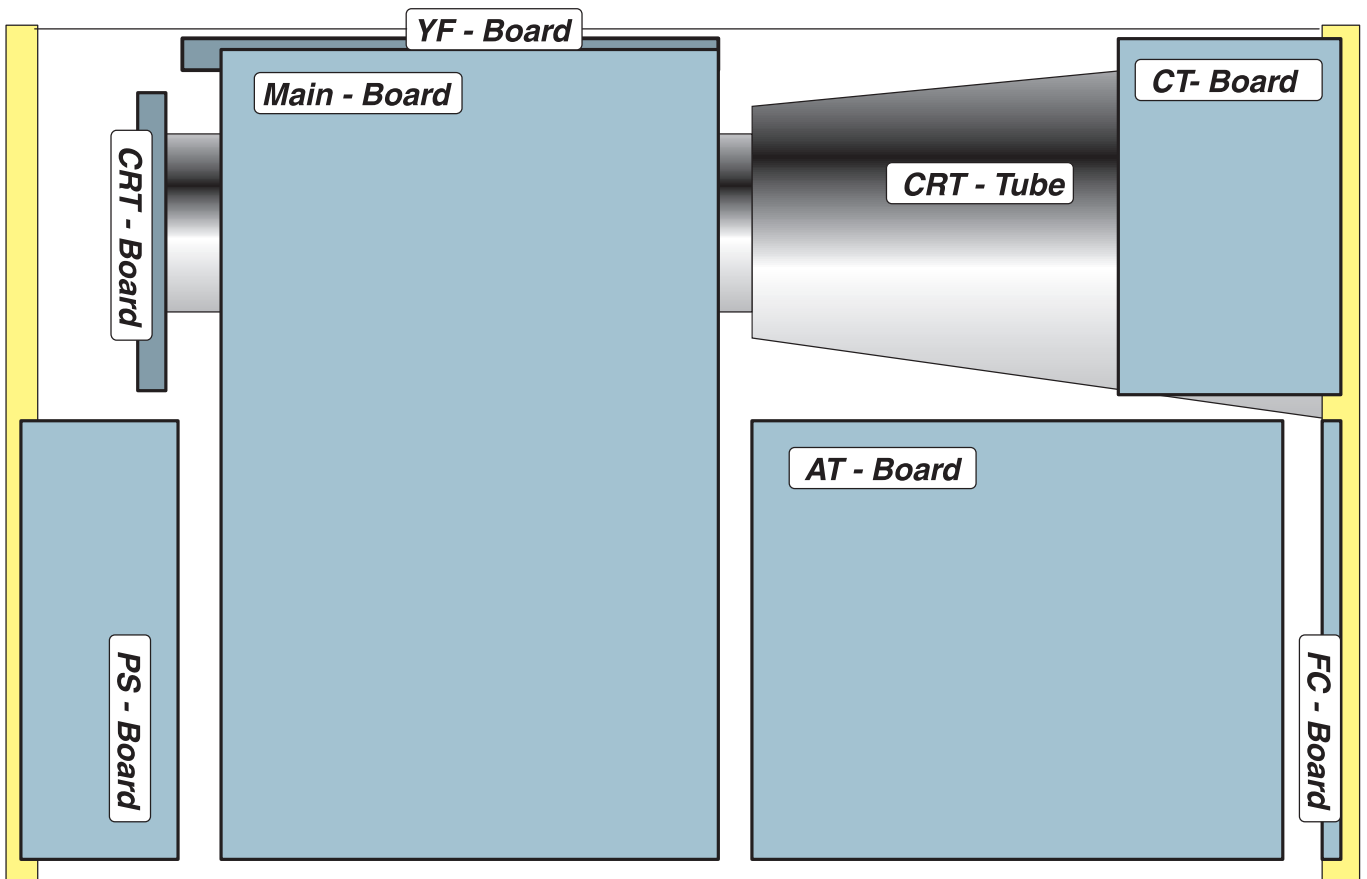 YF - Board
Main - Board
CT- Board
CRT - Board
CRT - Tube
AT - Board
PS - Board
FC - Board